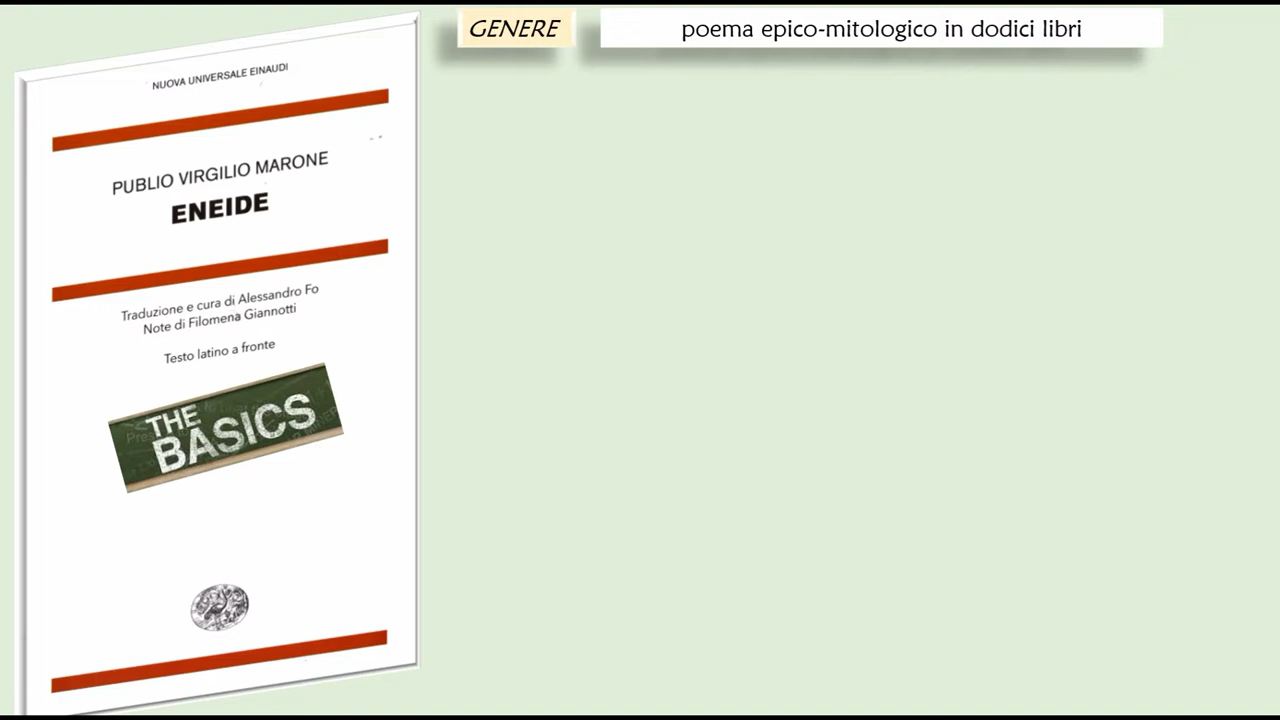 GENERE
poema epico-mitologico in dodici libri
NUOVA UNIVERSALE EINAUDI
PUBLIO VIRGILIO MARONE
ENEIDE
Traduzione e cura di Alessandro Fo
Note di Filomena Giannotti
Testo latino a fronte
THE
BASICS